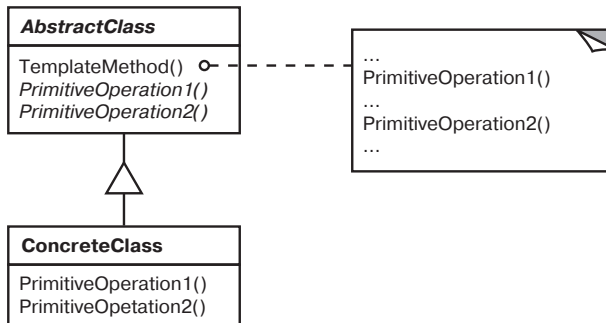 AbstractClass
TemplateMethod()
PrimitiveOperation1()
PrimitiveOperation2()
...
PrimitiveOperation1()
...
PrimitiveOperation2()
...
ConcreteClass
PrimitiveOperation1()
PrimitiveOpetation2()